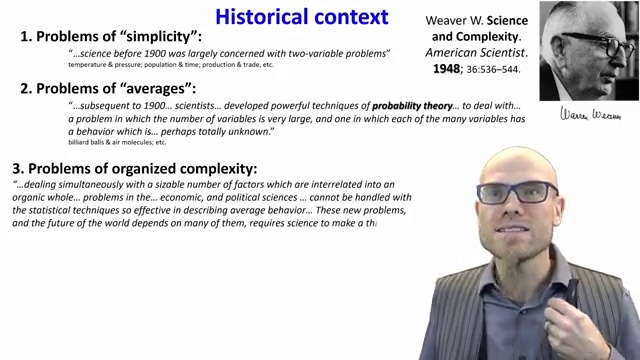 Historical context
1. Problems of “simplicity”:
“…science before 1900 was largely concerned with two-variable problems”
temperature & pressure; population & time; production & trade, etc.
2. Problems of “averages”:
“…subsequent to 1900… scientists… developed powerful techniques of probability theory… to deal with…
a problem in which the number of variables is very large, and one in which each of the many variables has
a behavior which is… perhaps totally unknown.”
billiard balls & air molecules; etc.
3. Problems of organized complexity:
“…dealing simultaneously with a sizable number of factors which are interrelated into an
organic whole… problems in the… economic, and political sciences … cannot be handled with
the statistical techniques so effective in describing average behavior… These new problems,
and the future of the world depends on many of them, requires science to make a thi
Weaver W. Science
and Complexity.
American Scientist.
1948; 36:536–544.
Warren Weaver